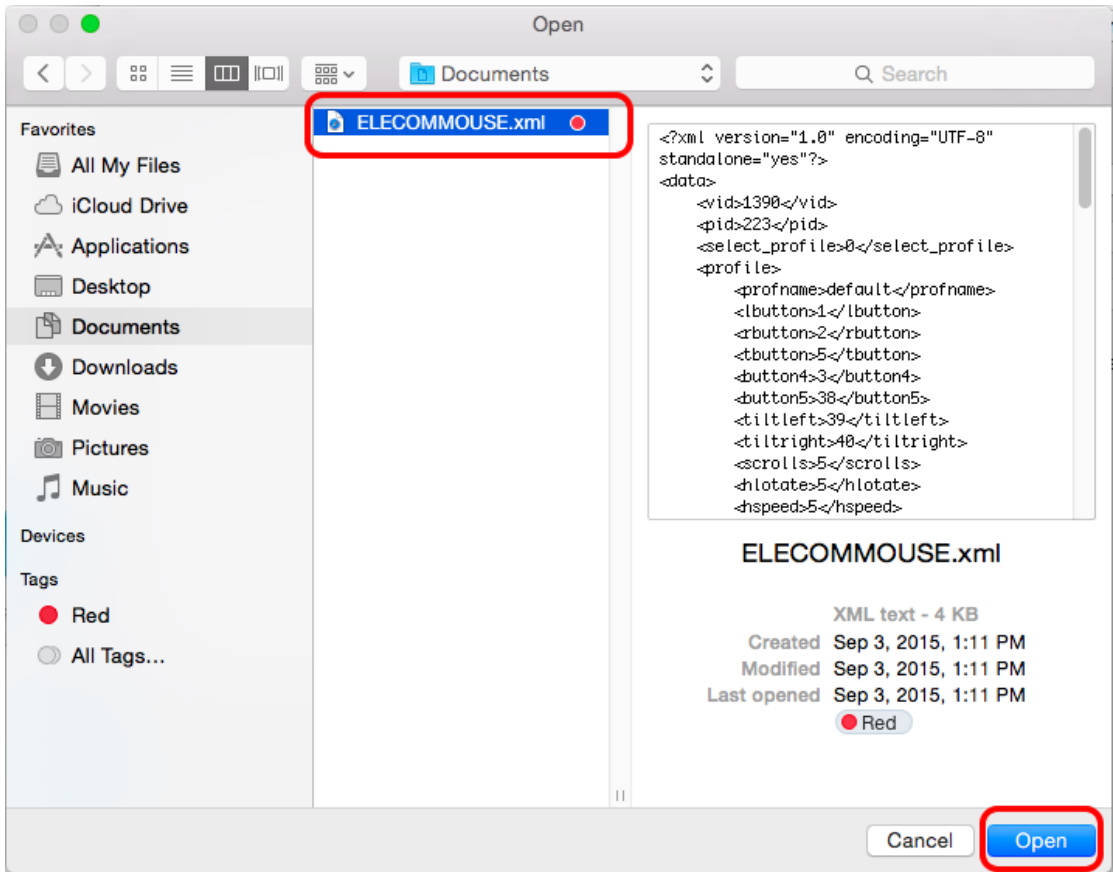 Open
Documents
Search
Favorites
All My Files
iCloud Drive
Applications
Desktop
Documents
Downloads
Movies
Pictures
Music
Devices
Tags
Red
All Tags...
ELECOMMOUSE.xml
<?xml version="1.0" encoding="UTF-8"
standalone="yes"?>
<data>
<vid>1390</vid>
<pid>223</pid>
<select_profile>0</select_profile>
<profile>
<profname>default</profname>
<lbutton>1</lbutton>
<rbutton>2</rbutton>
<tbutton>5</tbutton>
<button4>3</button4>
<button5>38</button5>
<tiltleft>39</tiltleft>
<tiltright>40</tiltright>
<scrolls>5</scrolls>
<hlotate>5</hlotate>
<hspeed>5</hspeed>
ELECOMMOUSE.xml
XML text - 4 KB
Created Sep 3, 2015, 1:11 PM
Modified Sep 3, 2015, 1:11 PM
Last opened Sep 3, 2015, 1:11 PM
Red
Cancel
Open